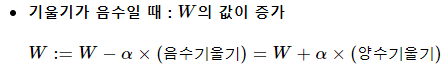 • 기울기가 음수일 때 : W의 값이 증가
W := W − α × (음수기울기) = W + α × (양수기울기)